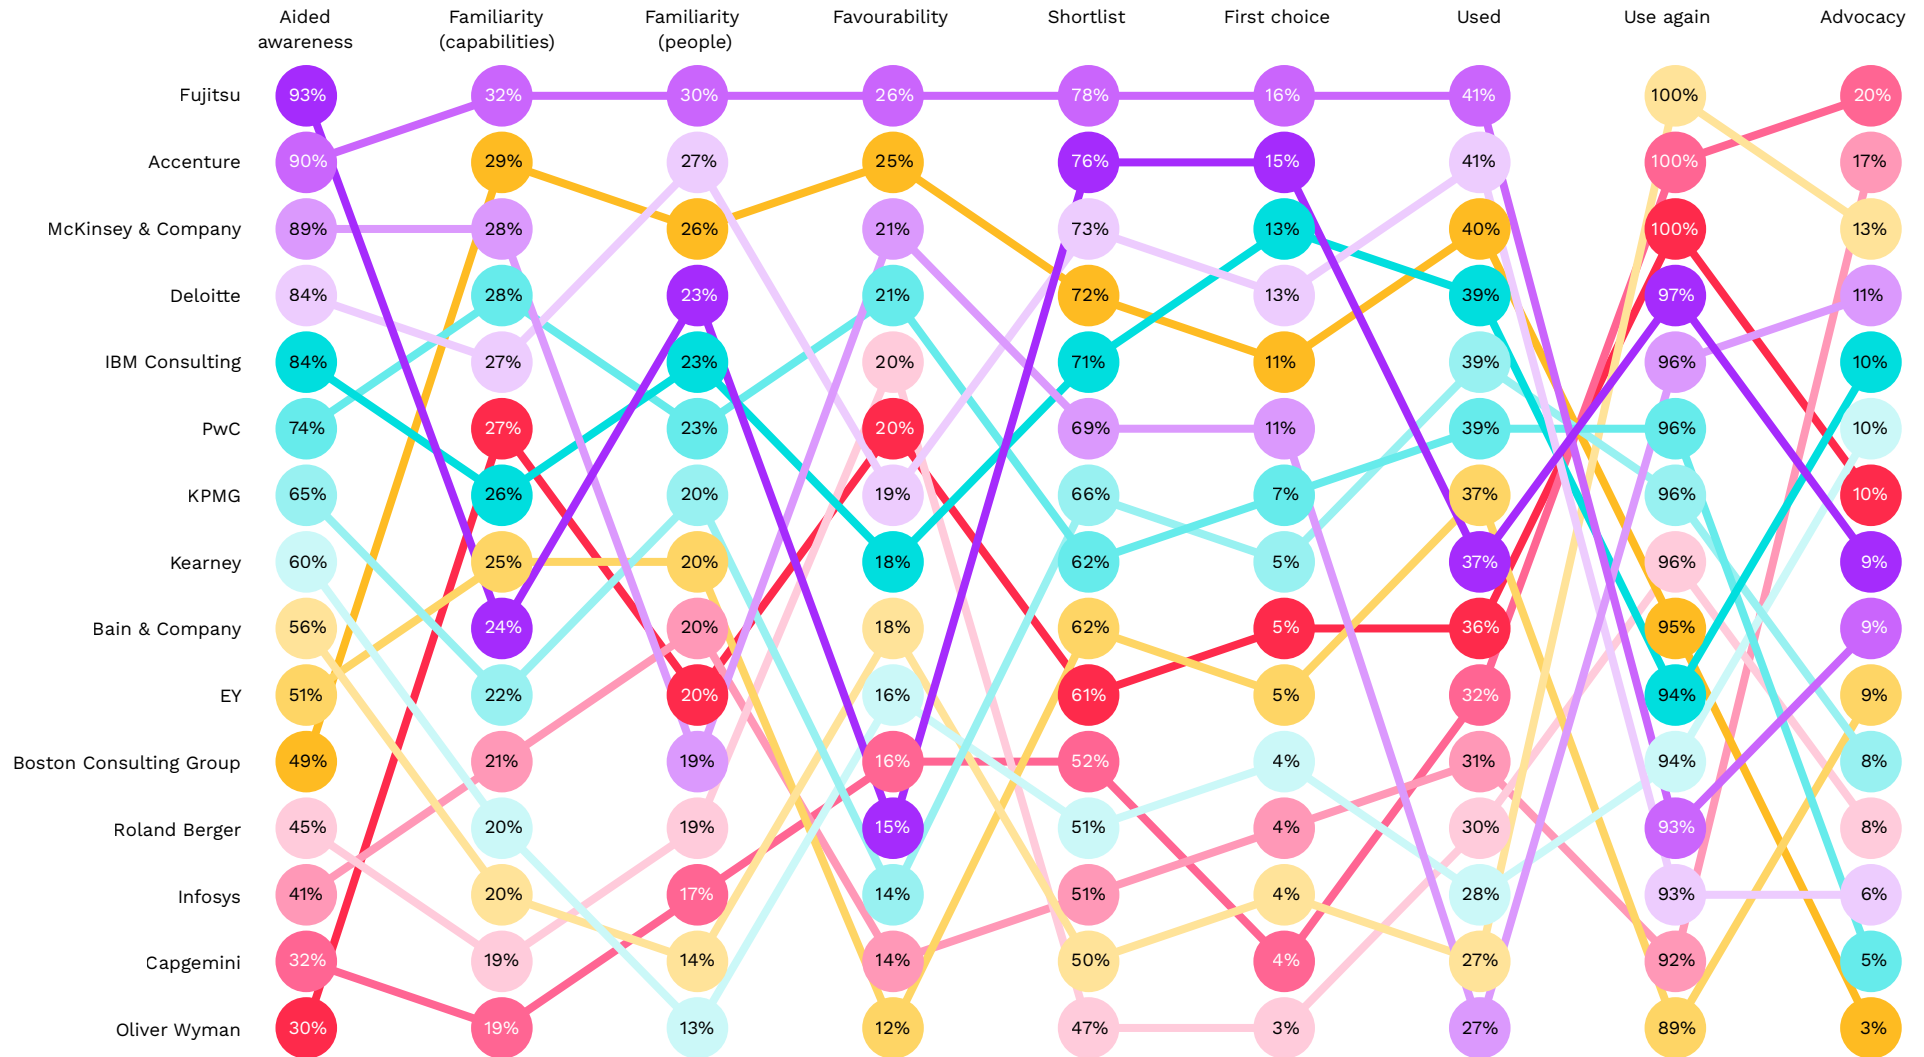 Aided
awareness
Familiarity
(capabilities)
Familiarity
(people)
Favourability
Shortlist
First choice
Used
Use again
Advocacy
Fujitsu 93% 32% 30% 26% 78% 16% 41% 100% 20%
Accenture 90% 29% 27% 25% 76% 15% 41% 100% 17%
McKinsey & Company 89% 28% 26% 21% 73% 13% 40% 100% 13%
Deloitte 84% 28% 23% 21% 72% 13% 39% 97% 11%
IBM Consulting 84% 27% 23% 20% 71% 11% 39% 96% 10%
PwC 74% 27% 23% 20% 69% 11% 39% 96% 10%
KPMG 65% 26% 20% 19% 66% 7% 37% 96% 10%
Kearney 60% 25% 20% 18% 62% 5% 37% 96% 9%
Bain & Company 56% 24% 20% 18% 62% 5% 36% 95% 9%
EY 51% 22% 20% 16% 61% 5% 32% 94% 9%
Boston Consulting Group 49% 21% 19% 16% 52% 4% 31% 94% 8%
Roland Berger 45% 20% 19% 15% 51% 4% 30% 93% 8%
Infosys 41% 20% 17% 14% 51% 4% 28% 93% 6%
Capgemini 32% 19% 14% 14% 50% 4% 27% 92% 5%
Oliver Wyman 30% 19% 13% 12% 47% 3% 27% 89% 3%